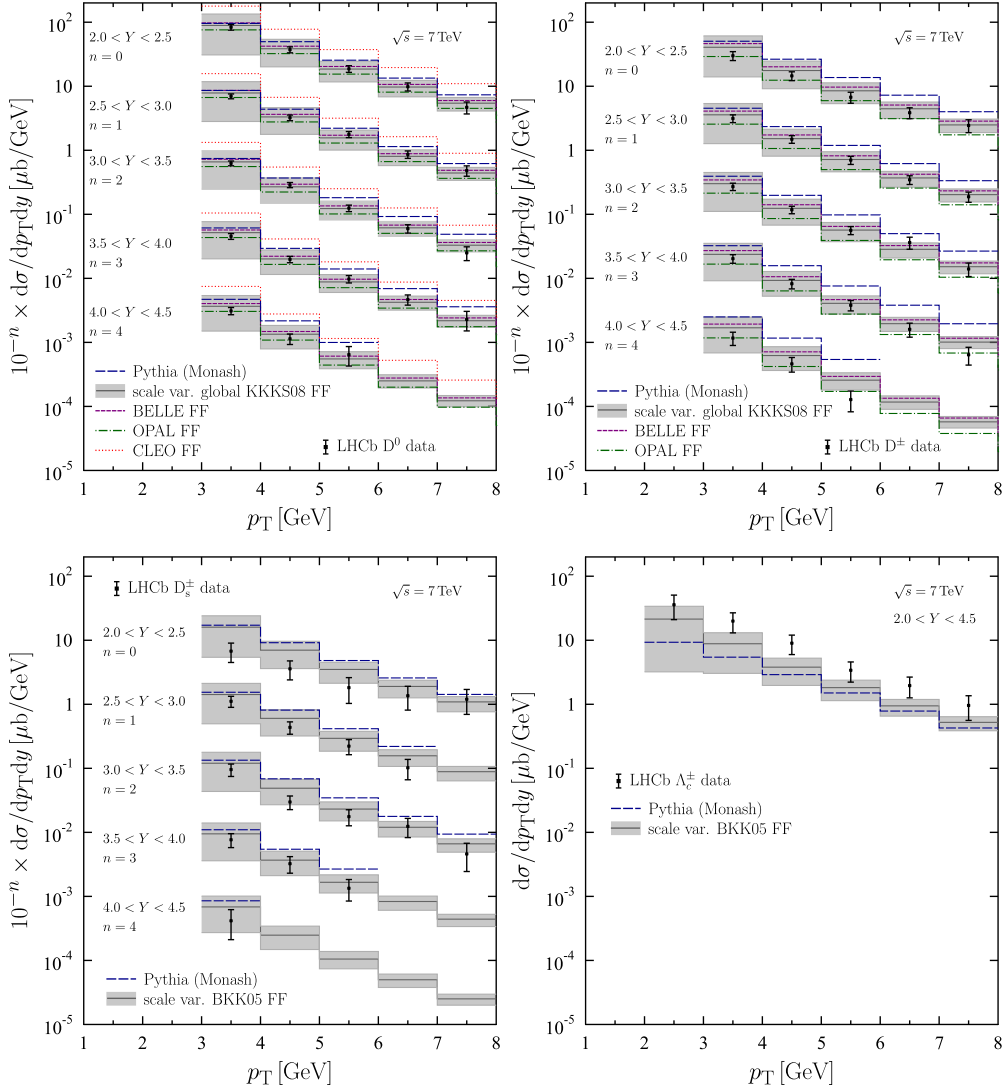 10⁻ⁿ × dσ/dp_T dy [μb/GeV]
10²
10
1
10⁻¹
10⁻²
10⁻³
10⁻⁴
10⁻⁵
√s = 7 TeV
2.0 < Y < 2.5
n = 0
2.5 < Y < 3.0
n = 1
3.0 < Y < 3.5
n = 2
3.5 < Y < 4.0
n = 3
4.0 < Y < 4.5
n = 4
Pythia (Monash)
scale var. global KKKS08 FF
BELLE FF
OPAL FF
CLEO FF
LHCb D⁰ data
1 2 3 4 5 6 7 8
p_T [GeV]
10⁻ⁿ × dσ/dp_T dy [μb/GeV]
10²
10
1
10⁻¹
10⁻²
10⁻³
10⁻⁴
10⁻⁵
√s = 7 TeV
2.0 < Y < 2.5
n = 0
2.5 < Y < 3.0
n = 1
3.0 < Y < 3.5
n = 2
3.5 < Y < 4.0
n = 3
4.0 < Y < 4.5
n = 4
Pythia (Monash)
scale var. global KKKS08 FF
BELLE FF
OPAL FF
LHCb D± data
1 2 3 4 5 6 7 8
p_T [GeV]
10⁻ⁿ × dσ/dp_T dy [μb/GeV]
10²
10
1
10⁻¹
10⁻²
10⁻³
10⁻⁴
10⁻⁵
LHCb D_s^± data
√s = 7 TeV
2.0 < Y < 2.5
n = 0
2.5 < Y < 3.0
n = 1
3.0 < Y < 3.5
n = 2
3.5 < Y < 4.0
n = 3
4.0 < Y < 4.5
n = 4
Pythia (Monash)
scale var. BKK05 FF
1 2 3 4 5 6 7 8
p_T [GeV]
dσ/dp_T dy [μb/GeV]
10²
10
1
10⁻¹
10⁻²
10⁻³
10⁻⁴
10⁻⁵
√s = 7 TeV
2.0 < Y < 4.5
LHCb Λ_c^± data
Pythia (Monash)
scale var. BKK05 FF
1 2 3 4 5 6 7 8
p_T [GeV]